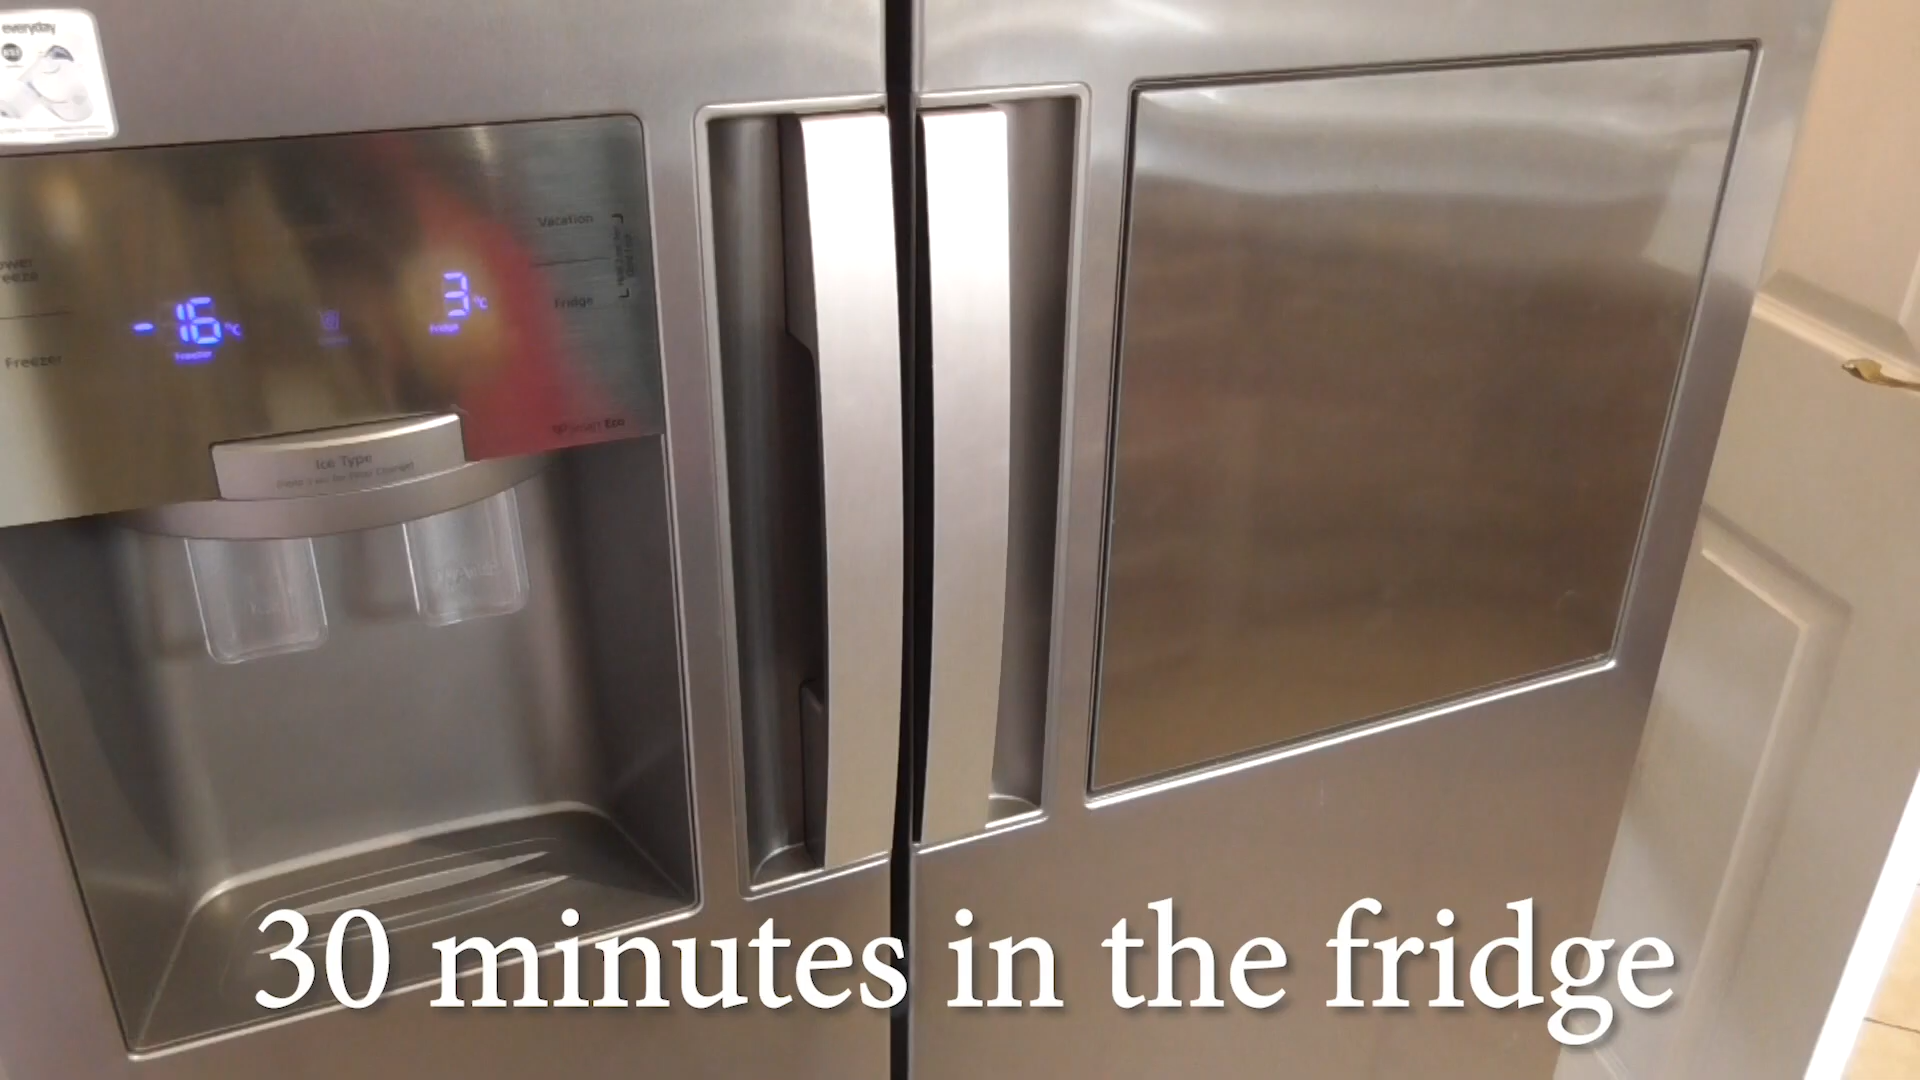 everyday
Vacation
Fridge
Freezer
-16°C
Freezer
3°C
Fridge
Ice Type
30 minutes in the fridge